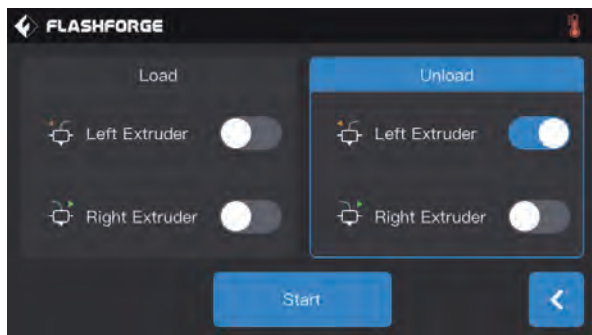 FLASHFORGE
Load
Left Extruder
Right Extruder
Unload
Left Extruder
Right Extruder
Start